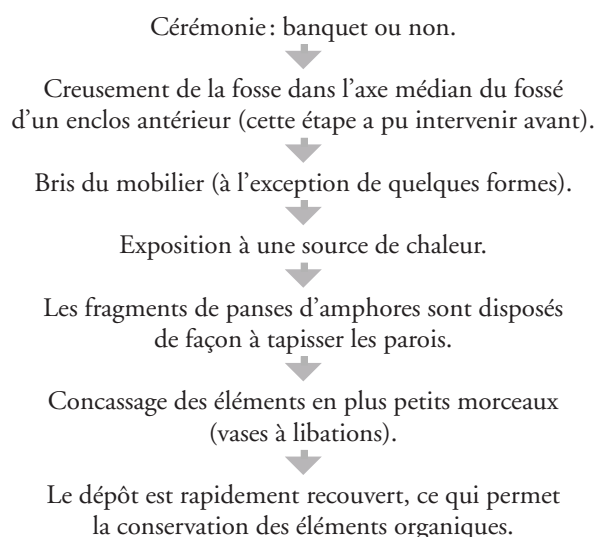 Cérémonie : banquet ou non.
Creusement de la fosse dans l’axe médian du fossé
d’un enclos antérieur (cette étape a pu intervenir avant).
Bris du mobilier (à l’exception de quelques formes).
Exposition à une source de chaleur.
Les fragments de panses d’amphores sont disposés
de façon à tapisser les parois.
Concassage des éléments en plus petits morceaux
(vases à libations).
Le dépôt est rapidement recouvert, ce qui permet
la conservation des éléments organiques.